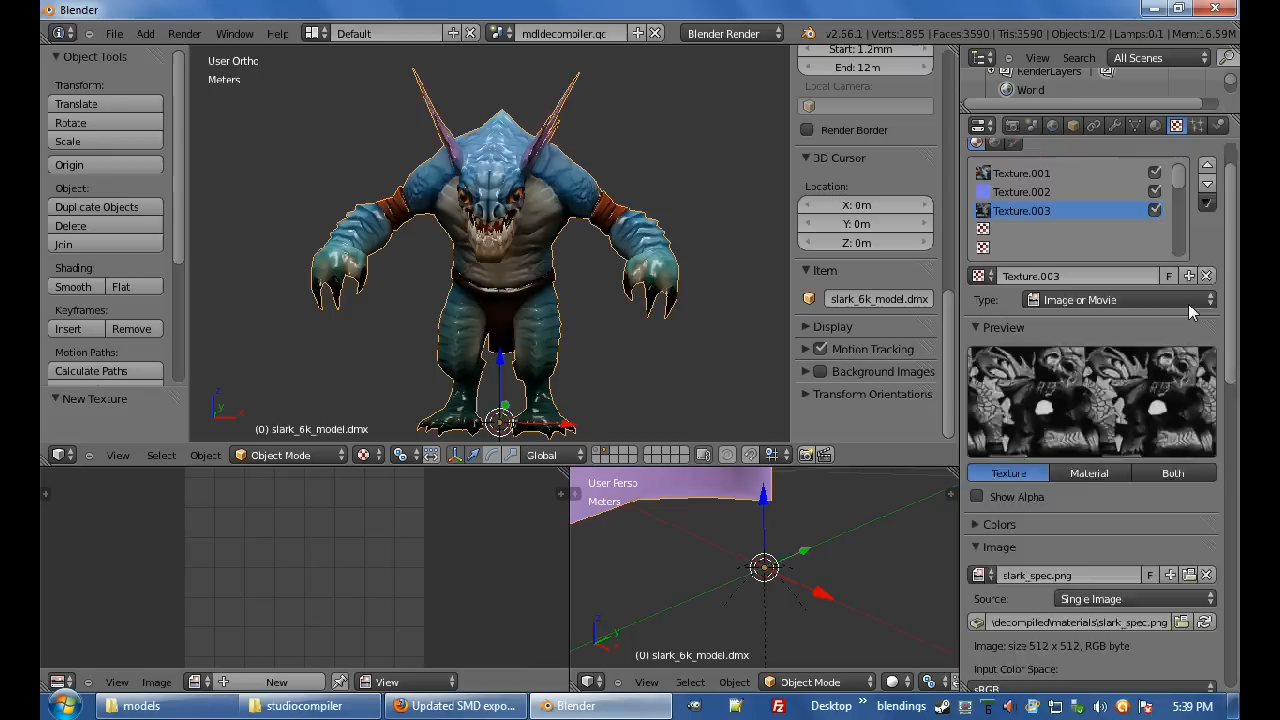 Blender
File Add Render Window Help Default mdldecompiler.qc Blender Render v2.56.1 | Verts:1895 | Faces:3590 | Tris:3590 | Objects:1/2 | Lamps:0/1 | Mem:16.59M
Object Tools
Transform:
Translate
Rotate
Scale
Origin
Object:
Duplicate Objects
Delete
Join
Shading:
Smooth Flat
Keyframes:
Insert Remove
Motion Paths:
Calculate Paths
New Texture
User Ortho
Meters
(0) slark_6k_model.dmx
View Select Object Object Mode Global
Start: 1.2mm
End: 12m
Local Camera:
Render Border
3D Cursor
Location:
X: 0m
Y: 0m
Z: 0m
Item
slark_6k_model.dmx
Display
Motion Tracking
Background Images
Transform Orientations
View Search All Scenes
RenderLayers
World
Texture.001
Texture.002
Texture.003
Texture.003 F
Type: Image or Movie
Preview
Texture Material Both
Show Alpha
Colors
Image
slark_spec.png F
Source: Single Image
\decompiled\materials\slark_spec.png
Image: size 512 x 512, RGB byte
Input Color Space:
sRGB
User Persp
Meters
(0) slark_6k_model.dmx
View Image New View
View Select Object Object Mode
models studiocompiler Updated SMD expo... Blender Desktop » blendings 5:39 PM